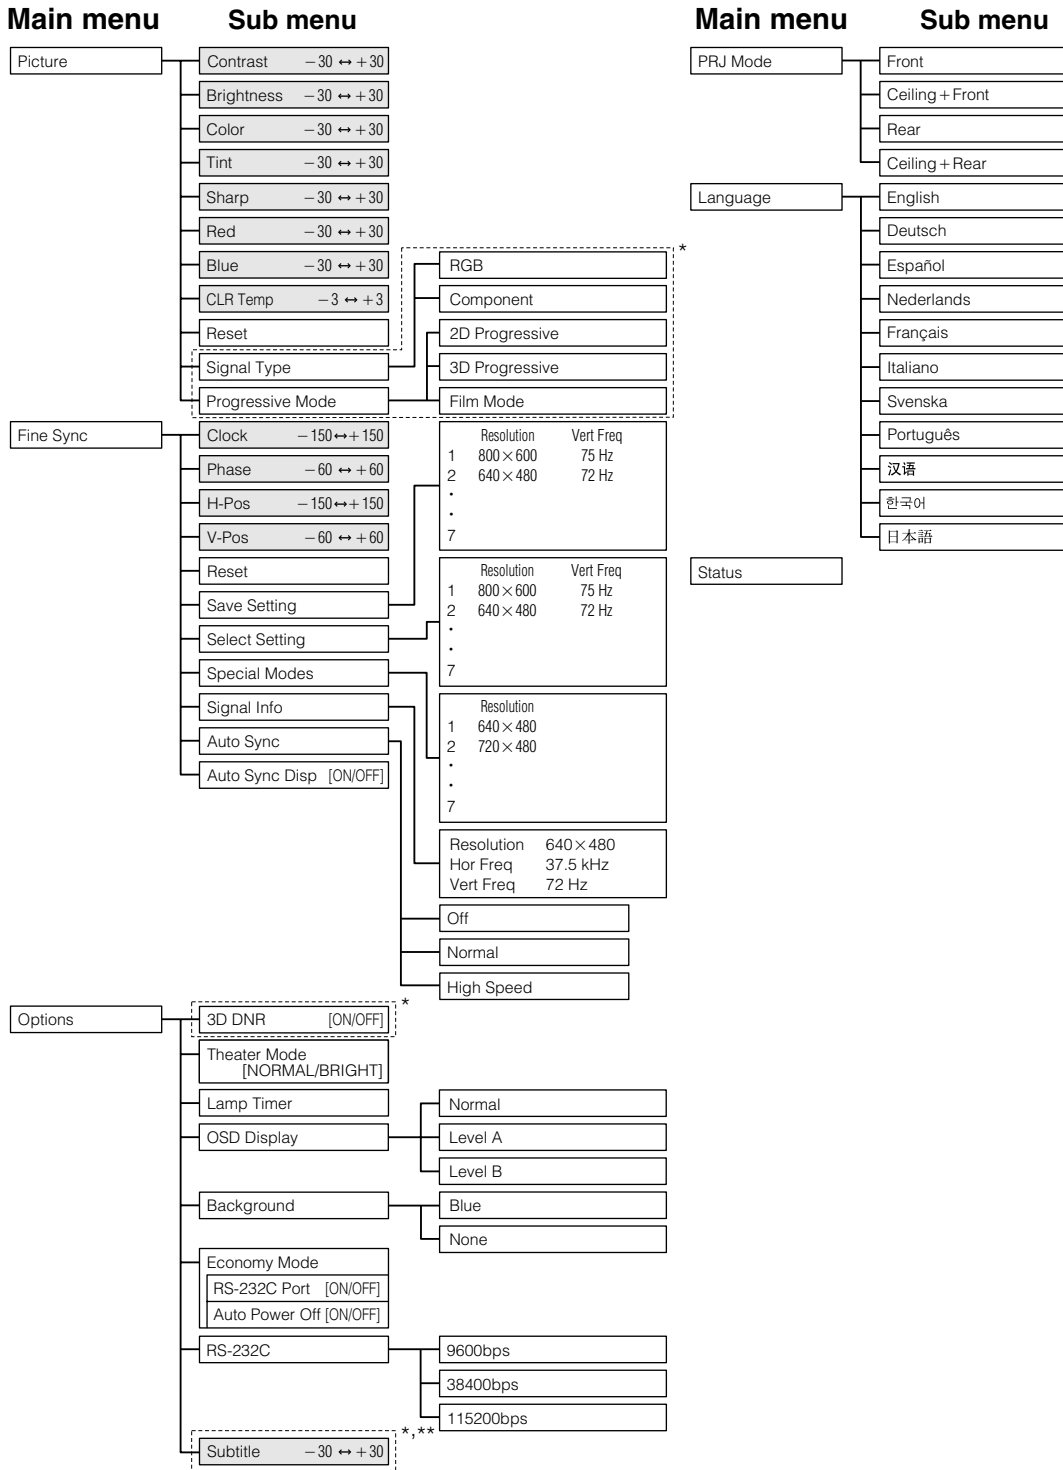 Main menu
Sub menu
Picture
Contrast −30 ↔ +30
Brightness −30 ↔ +30
Color −30 ↔ +30
Tint −30 ↔ +30
Sharp −30 ↔ +30
Red −30 ↔ +30
Blue −30 ↔ +30
CLR Temp −3 ↔ +3
Reset
Signal Type
Progressive Mode
*
RGB
Component
2D Progressive
3D Progressive
Film Mode
Fine Sync
Clock −150↔+150
Phase −60 ↔ +60
H-Pos −150↔+150
V-Pos −60 ↔ +60
Reset
Save Setting
Select Setting
Special Modes
Signal Info
Auto Sync
Auto Sync Disp [ON/OFF]
Resolution Vert Freq
1 800×600 75 Hz
2 640×480 72 Hz
·
·
7
Resolution Vert Freq
1 800×600 75 Hz
2 640×480 72 Hz
·
·
7
Resolution
1 640×480
2 720×480
·
·
7
Resolution 640×480
Hor Freq 37.5 kHz
Vert Freq 72 Hz
Off
Normal
High Speed
Options
3D DNR [ON/OFF]
*
Theater Mode
[NORMAL/BRIGHT]
Lamp Timer
OSD Display
Normal
Level A
Level B
Background
Blue
None
Economy Mode
RS-232C Port [ON/OFF]
Auto Power Off [ON/OFF]
RS-232C
9600bps
38400bps
115200bps
Subtitle −30 ↔ +30
*,**
Main menu
Sub menu
PRJ Mode
Front
Ceiling+Front
Rear
Ceiling+Rear
Language
English
Deutsch
Español
Nederlands
Français
Italiano
Svenska
Português
汉语
한국어
日本語
Status